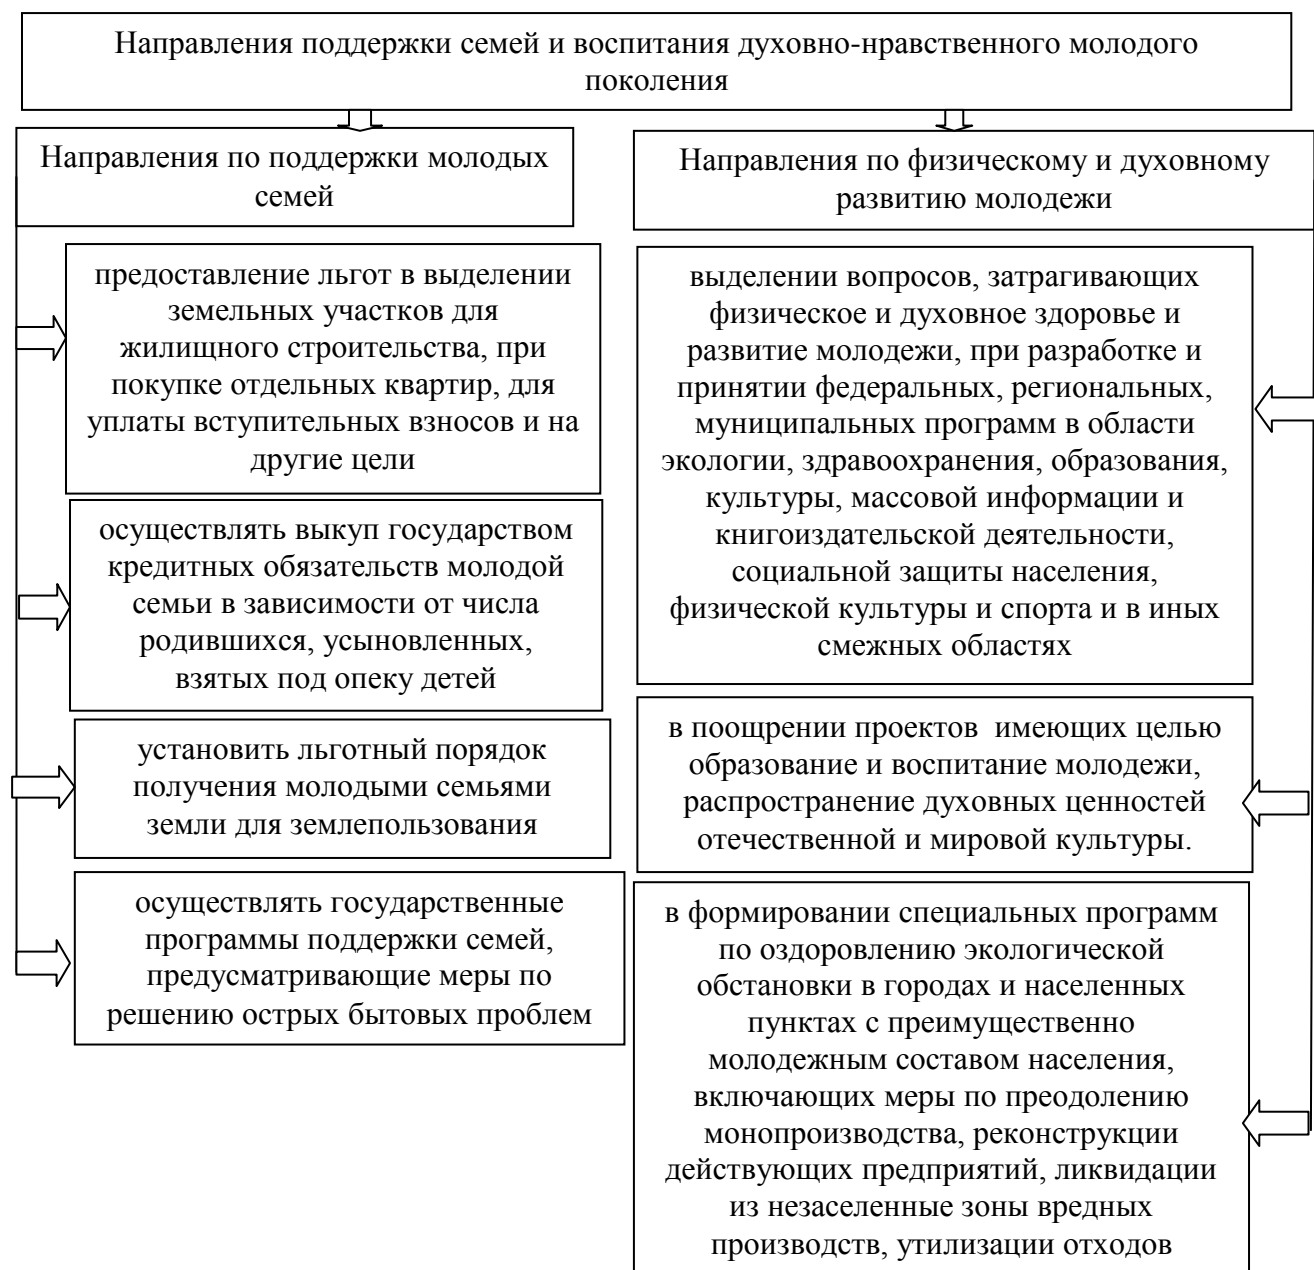 Направления поддержки семей и воспитания духовно-нравственного молодого
поколения
Направления по поддержки молодых
семей
предоставление льгот в выделении
земельных участков для
жилищного строительства, при
покупке отдельных квартир, для
уплаты вступительных взносов и на
другие цели
осуществлять выкуп государством
кредитных обязательств молодой
семьи в зависимости от числа
родившихся, усыновленных,
взятых под опеку детей
установить льготный порядок
получения молодыми семьями
земли для землепользования
осуществлять государственные
программы поддержки семей,
предусматривающие меры по
решению острых бытовых проблем
Направления по физическому и духовному
развитию молодежи
выделении вопросов, затрагивающих
физическое и духовное здоровье и
развитие молодежи, при разработке и
принятии федеральных, региональных,
муниципальных программ в области
экологии, здравоохранения, образования,
культуры, массовой информации и
книгоиздательской деятельности,
социальной защиты населения,
физической культуры и спорта и в иных
смежных областях
в поощрении проектов  имеющих целью
образование и воспитание молодежи,
распространение духовных ценностей
отечественной и мировой культуры.
в формировании специальных программ
по оздоровлению экологической
обстановки в городах и населенных
пунктах с преимущественно
молодежным составом населения,
включающих меры по преодолению
монопроизводства, реконструкции
действующих предприятий, ликвидации
из незаселенные зоны вредных
производств, утилизации отходов